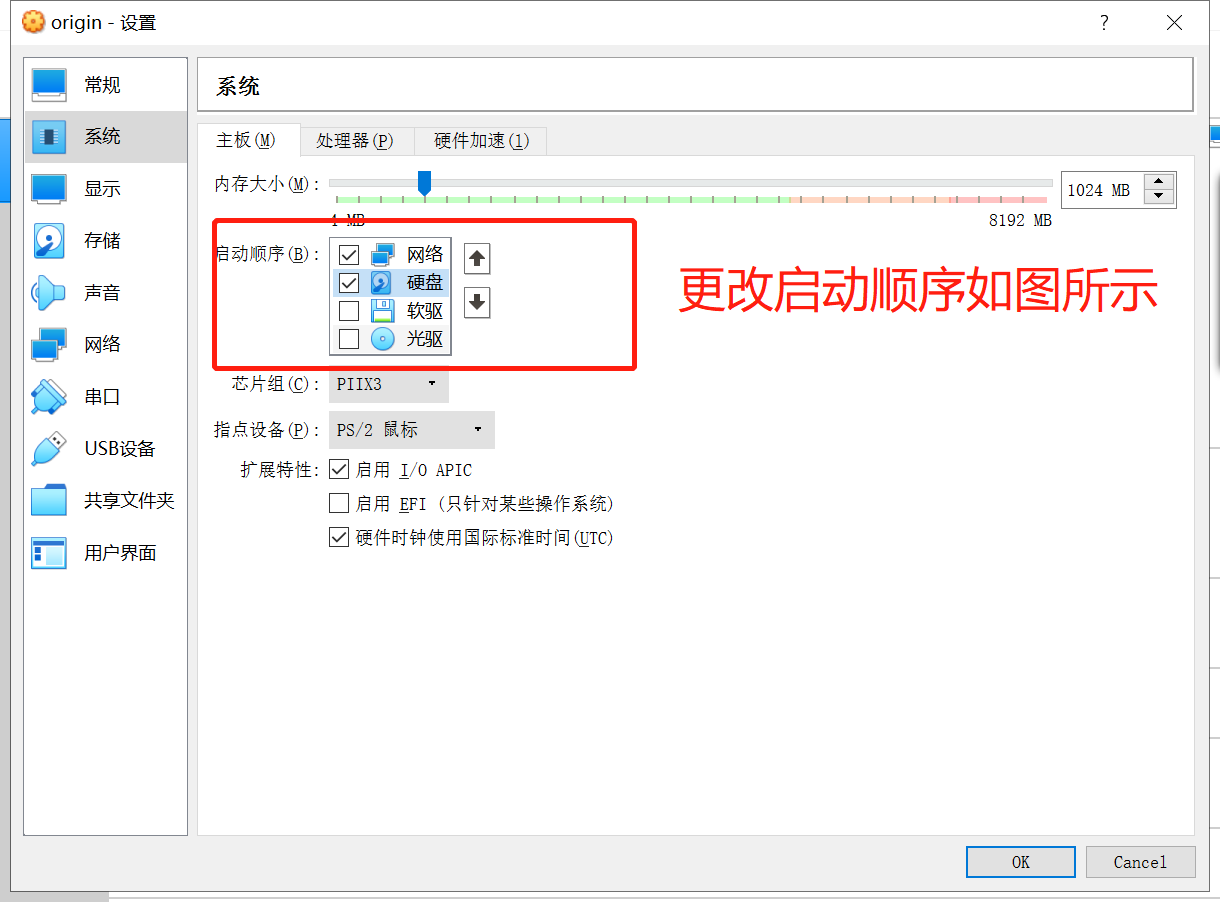 origin - 设置
?
常规
系统
显示
存储
声音
网络
串口
USB设备
共享文件夹
用户界面
系统
主板(M) 处理器(P) 硬件加速(l)
内存大小(M): 1024 MB
4 MB 8192 MB
启动顺序(B): 网络
硬盘
软驱
光驱
更改启动顺序如图所示
芯片组(C): PIIX3
指点设备(P): PS/2 鼠标
扩展特性: 启用 I/O APIC
启用 EFI (只针对某些操作系统)
硬件时钟使用国际标准时间(UTC)
OK Cancel